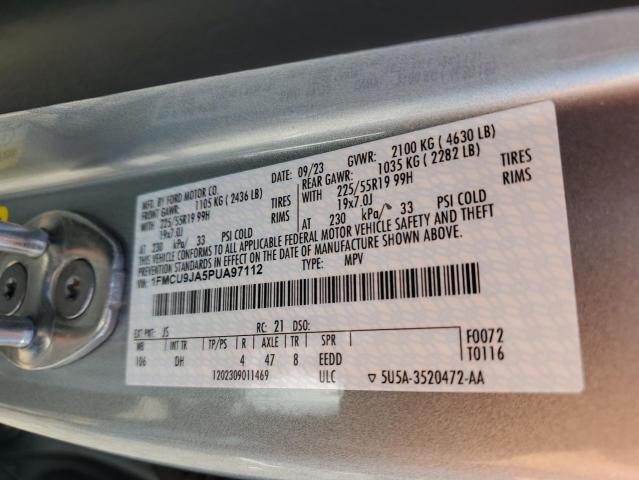 MFD. BY FORD MOTOR CO. DATE: 09/23 GVWR: 2100 KG ( 4630 LB)
FRONT GAWR: 1105 KG ( 2436 LB) REAR GAWR: 1035 KG ( 2282 LB)
225/55R19 99H TIRES 225/55R19 99H TIRES
19x7.0J RIMS 19x7.0J RIMS
AT 230 kPa/ 33 PSI COLD AT 230 kPa/ 33 PSI COLD
THIS VEHICLE CONFORMS TO ALL APPLICABLE FEDERAL MOTOR VEHICLE SAFETY AND THEFT
PREVENTION STANDARDS IN EFFECT ON THE DATE OF MANUFACTURE SHOWN ABOVE.
VIN: 1FMCU9JA5PUA97112 TYPE: MPV
EXT PNT: JS RC: 21 DSO:
WB INT TR TP/PS R AXLE TR SPR F0072
106 DH 4 47 8 EEDD T0116
1202309011469 ULC ▽ 5U5A-3520472-AA